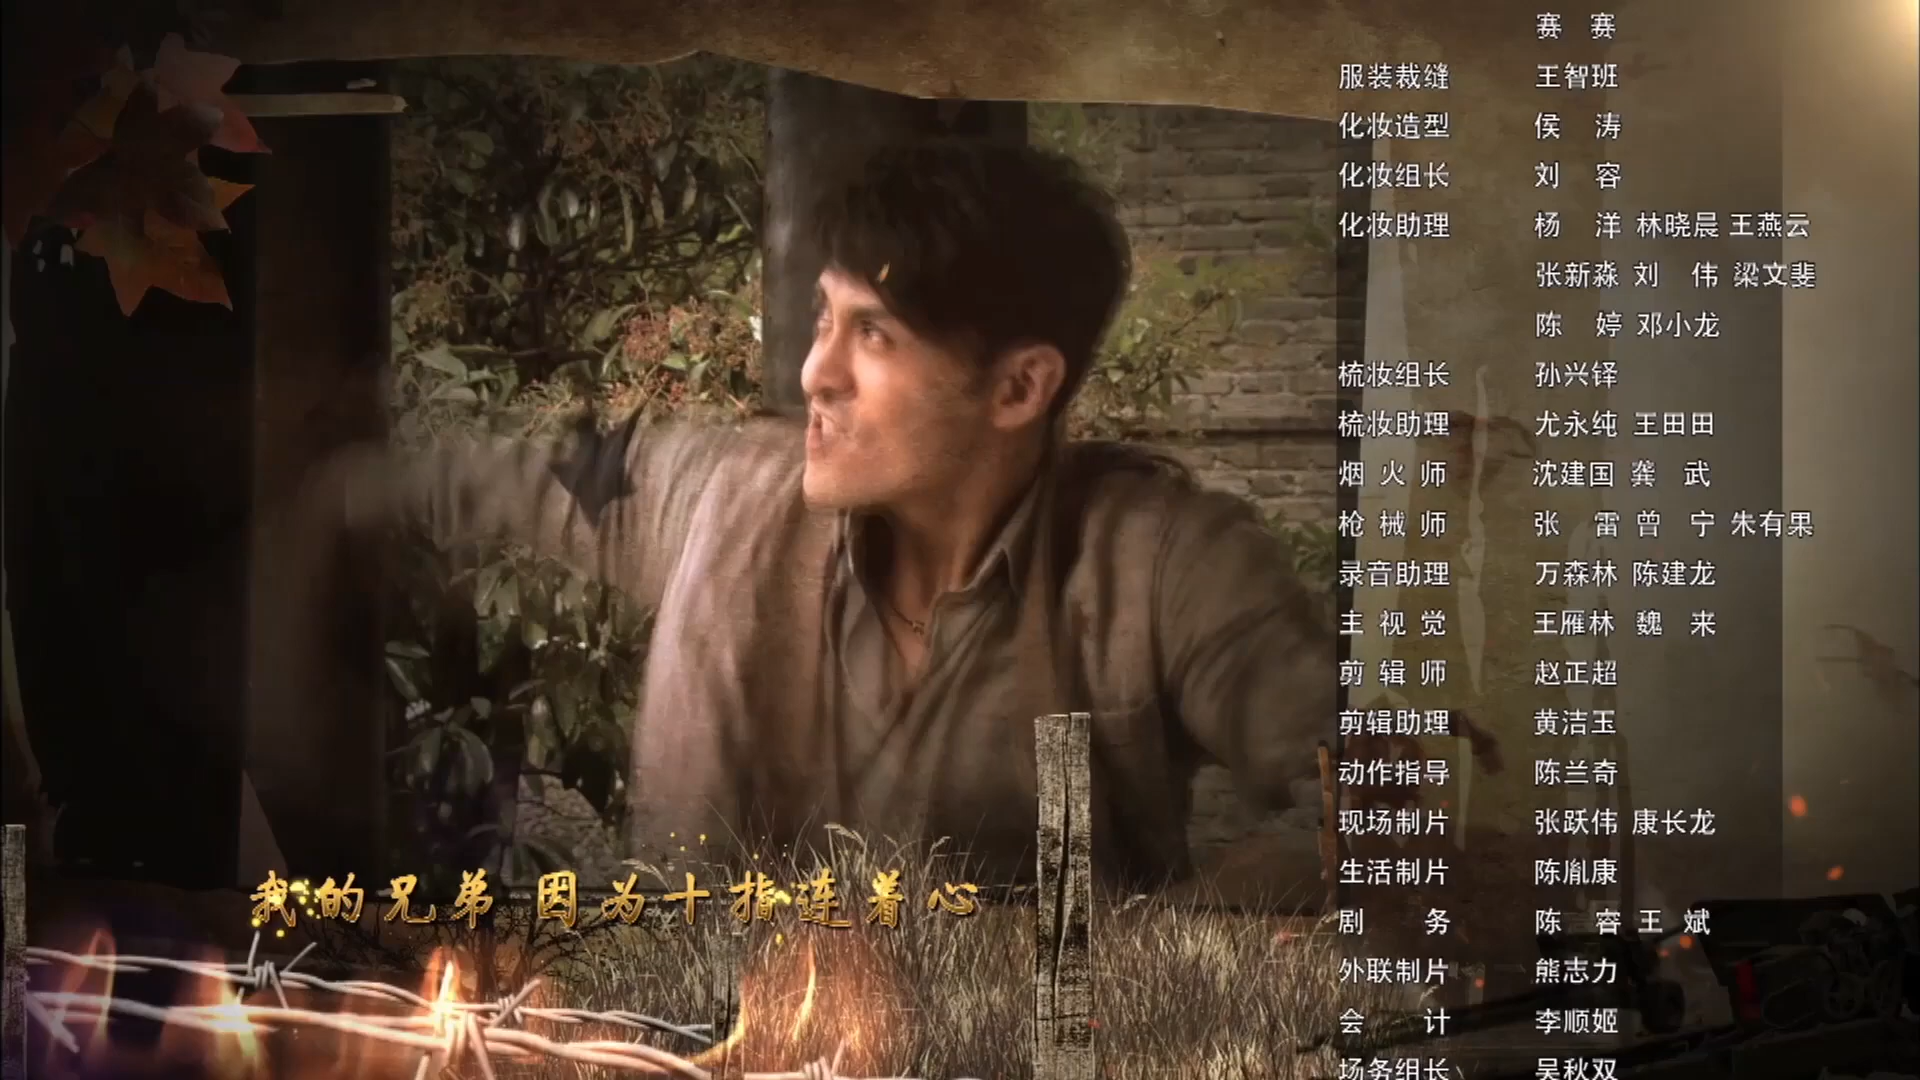 赛 赛
服装裁缝 王智班
化妆造型 侯 涛
化妆组长 刘 容
化妆助理 杨 洋 林晓晨 王燕云
张新淼 刘 伟 梁文斐
陈 婷 邓小龙
梳妆组长 孙兴铎
梳妆助理 尤永纯 王田田
烟火师 沈建国 龚 武
枪械师 张 雷 曾 宁 朱有果
录音助理 万森林 陈建龙
主视觉 王雁林 魏 来
剪辑师 赵正超
剪辑助理 黄洁玉
动作指导 陈兰奇
现场制片 张跃伟 康长龙
生活制片 陈胤康
剧务 陈 容 王 斌
外联制片 熊志力
会计 李顺姬
场务组长 吴秋双
我的兄弟 因为十指连着心